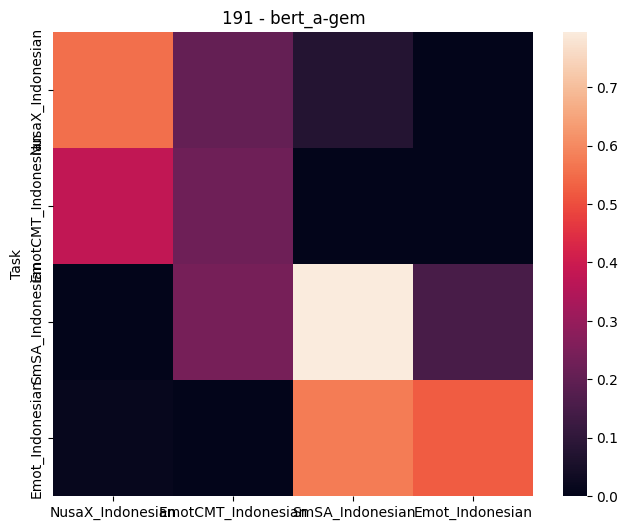 191 - bert_a-gem
Task
NusaX_Indonesian
EmotCMT_Indonesian
SmSA_Indonesian
Emot_Indonesian
NusaX_Indonesian EmotCMT_Indonesian SmSA_Indonesian Emot_Indonesian
0.7
0.6
0.5
0.4
0.3
0.2
0.1
0.0